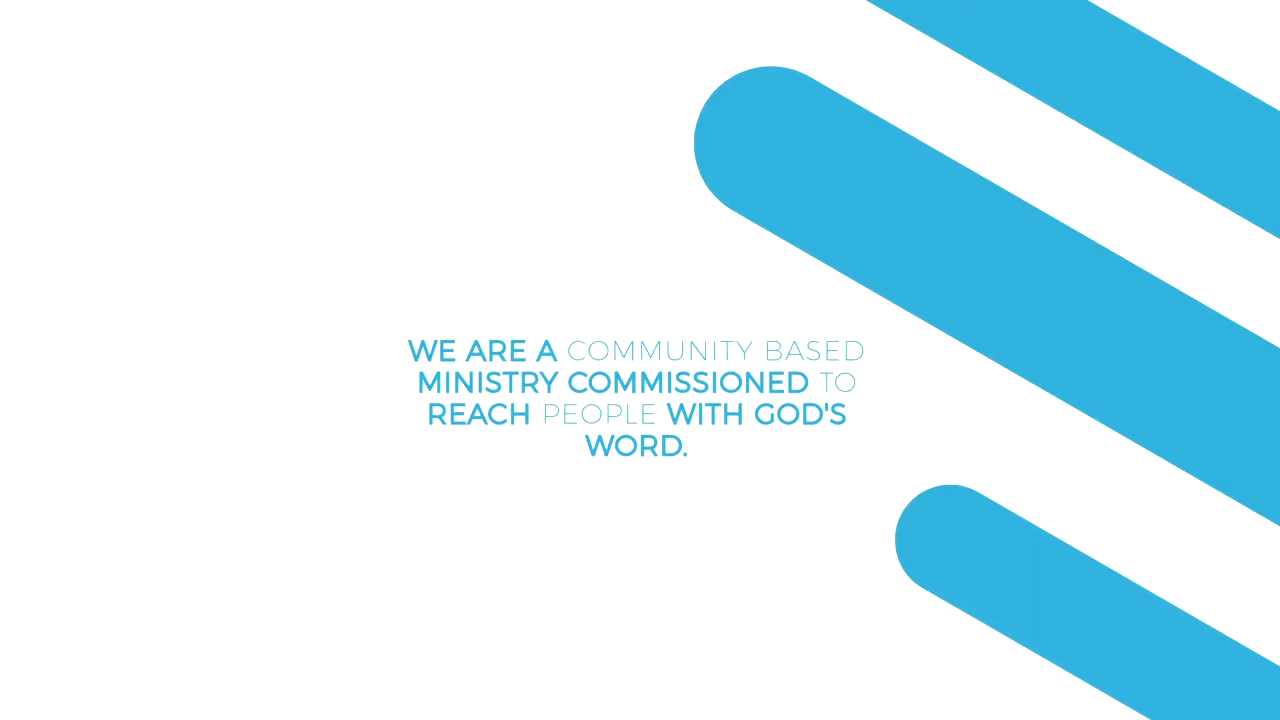 WE ARE A COMMUNITY BASED
MINISTRY COMMISSIONED TO
REACH PEOPLE WITH GOD'S
WORD.